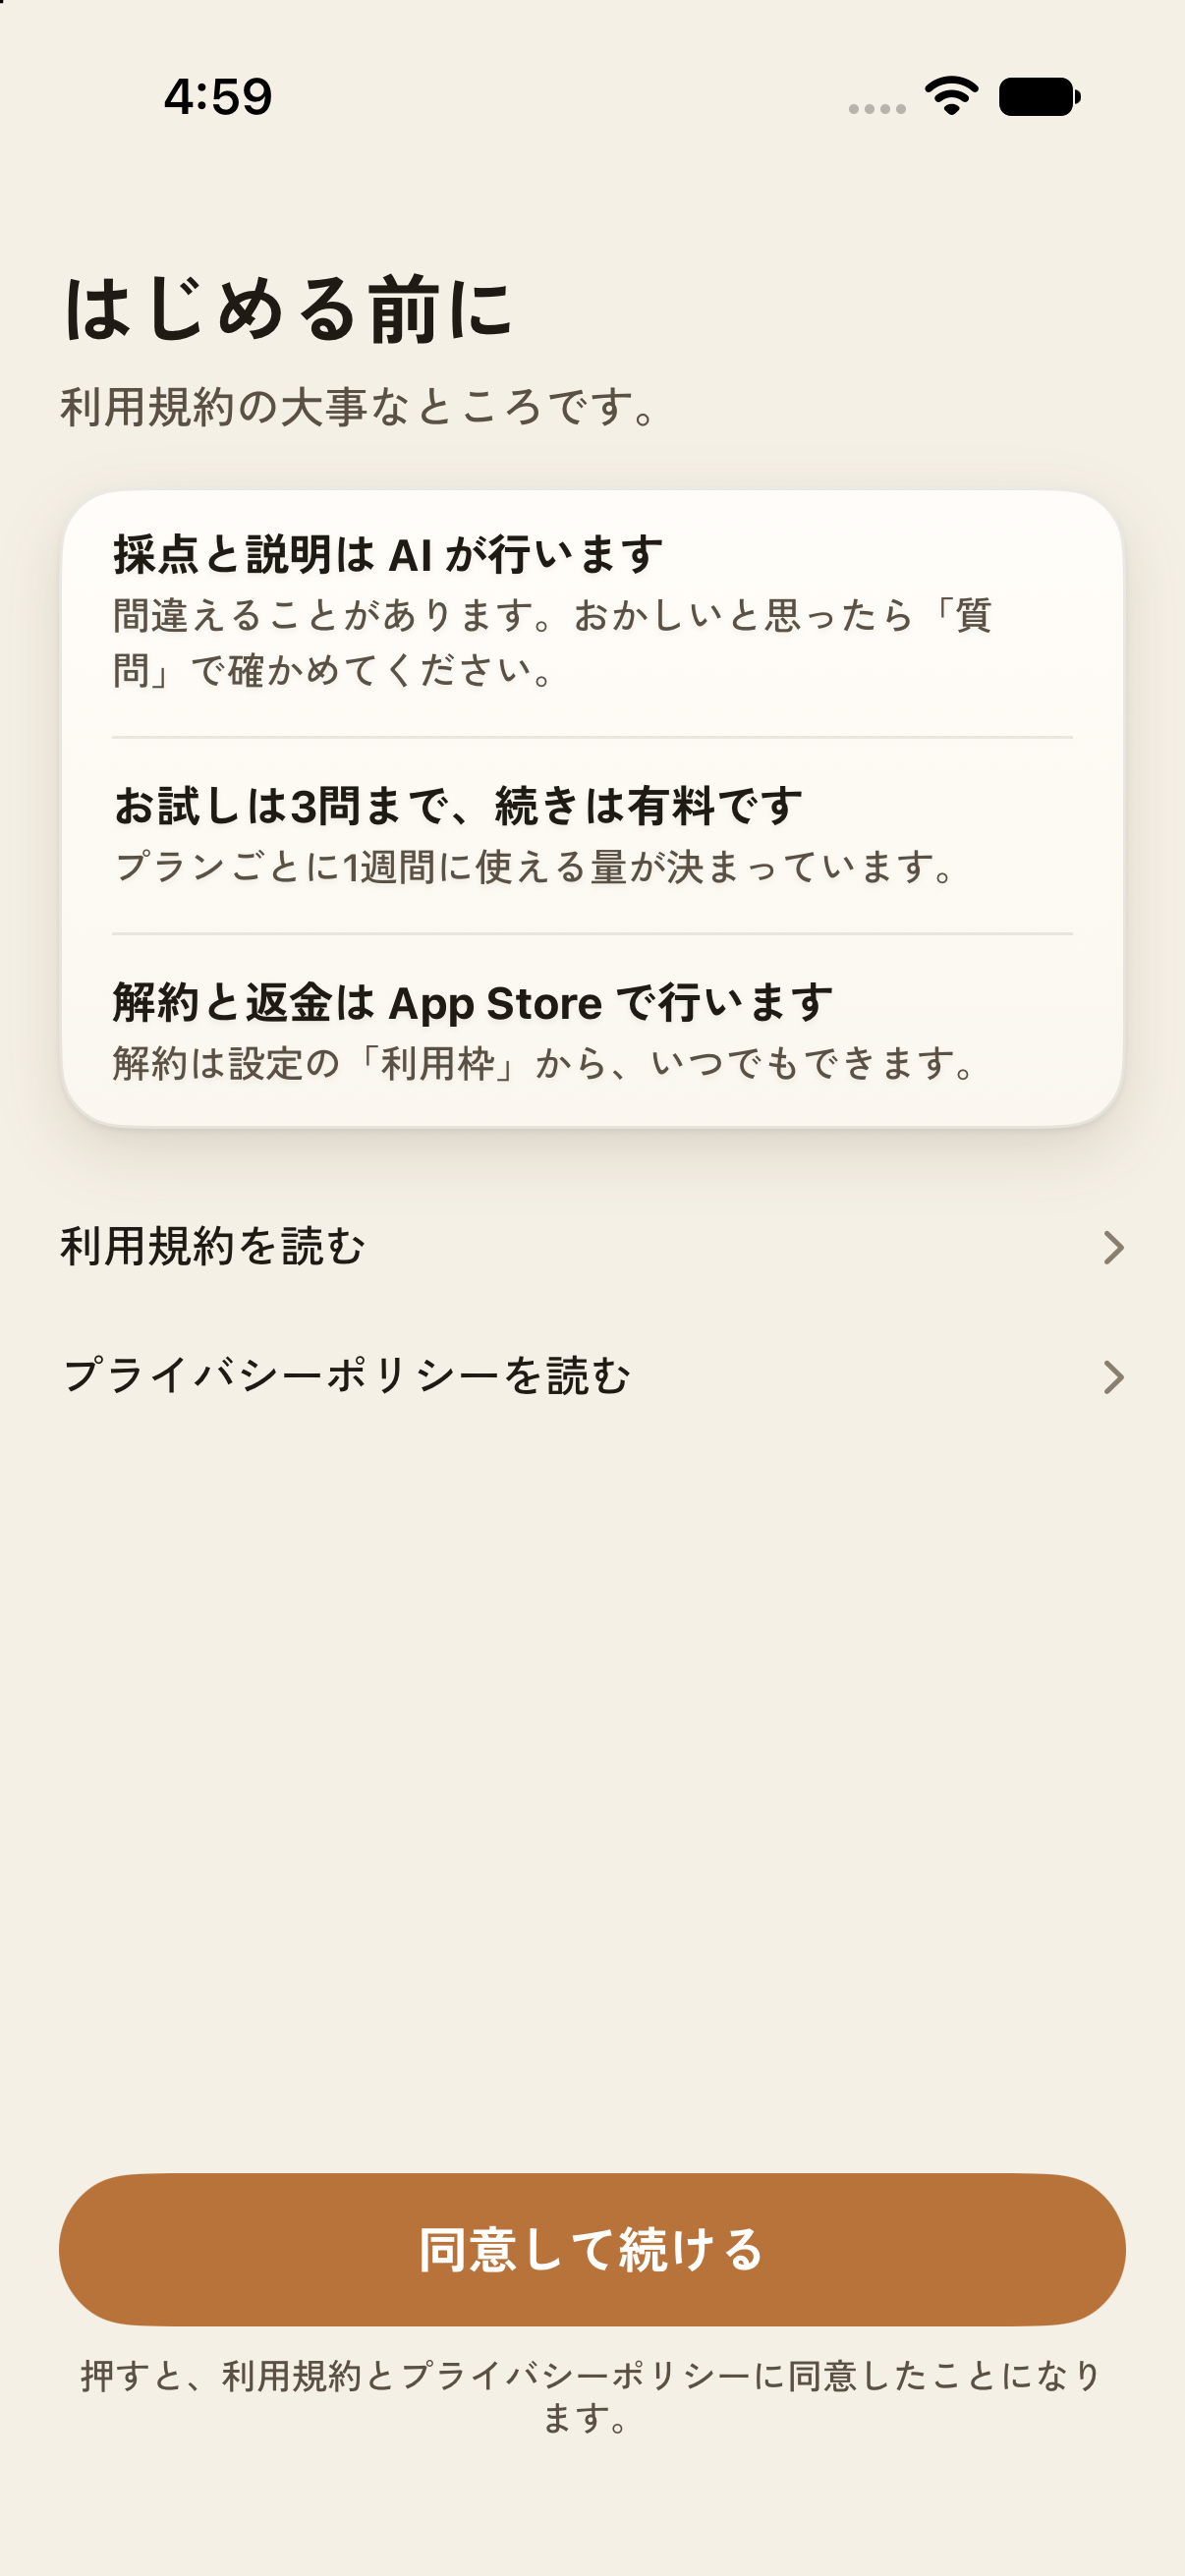 4:59
はじめる前に
利用規約の大事なところです。
採点と説明は AI が行います
間違えることがあります。おかしいと思ったら「質
問」で確かめてください。
お試しは3問まで、続きは有料です
プランごとに1週間に使える量が決まっています。
解約と返金は App Store で行います
解約は設定の「利用枠」から、いつでもできます。
利用規約を読む
プライバシーポリシーを読む
同意して続ける
押すと、利用規約とプライバシーポリシーに同意したことになり
ます。